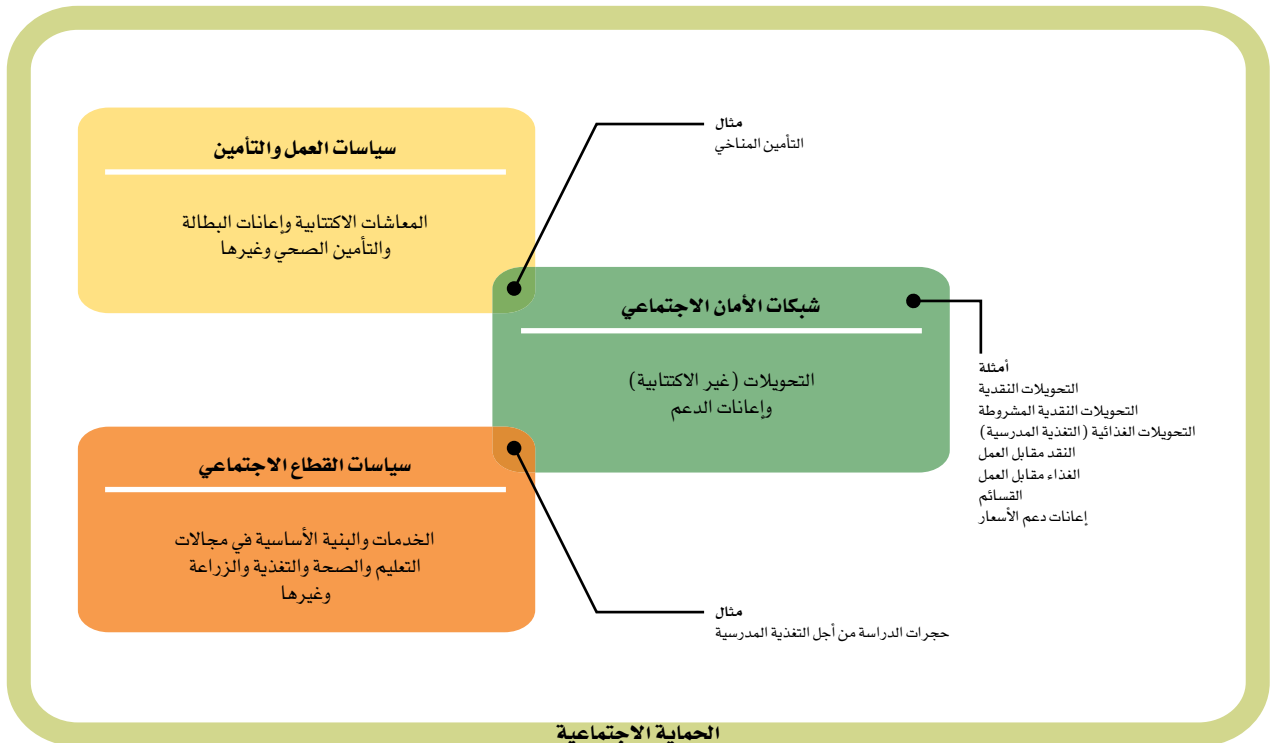 مثال
التأمين المناخي
سياسات العمل والتأمين
المعاشات الاكتتابية وإعانات البطالة
والتأمين الصحي وغيرها
شبكات الأمان الاجتماعي
التحويلات (غير الاكتتابية)
وإعانات الدعم
أمثلة
التحويلات النقدية
التحويلات النقدية المشروطة
التحويلات الغذائية (التغذية المدرسية)
النقد مقابل العمل
الغذاء مقابل العمل
القسائم
إعانات دعم الأسعار
سياسات القطاع الاجتماعي
الخدمات والبنية الأساسية في مجالات
التعليم والصحة والتغذية والزراعة
وغيرها
مثال
حجرات الدراسة من أجل التغذية المدرسية
الحماية الاجتماعية